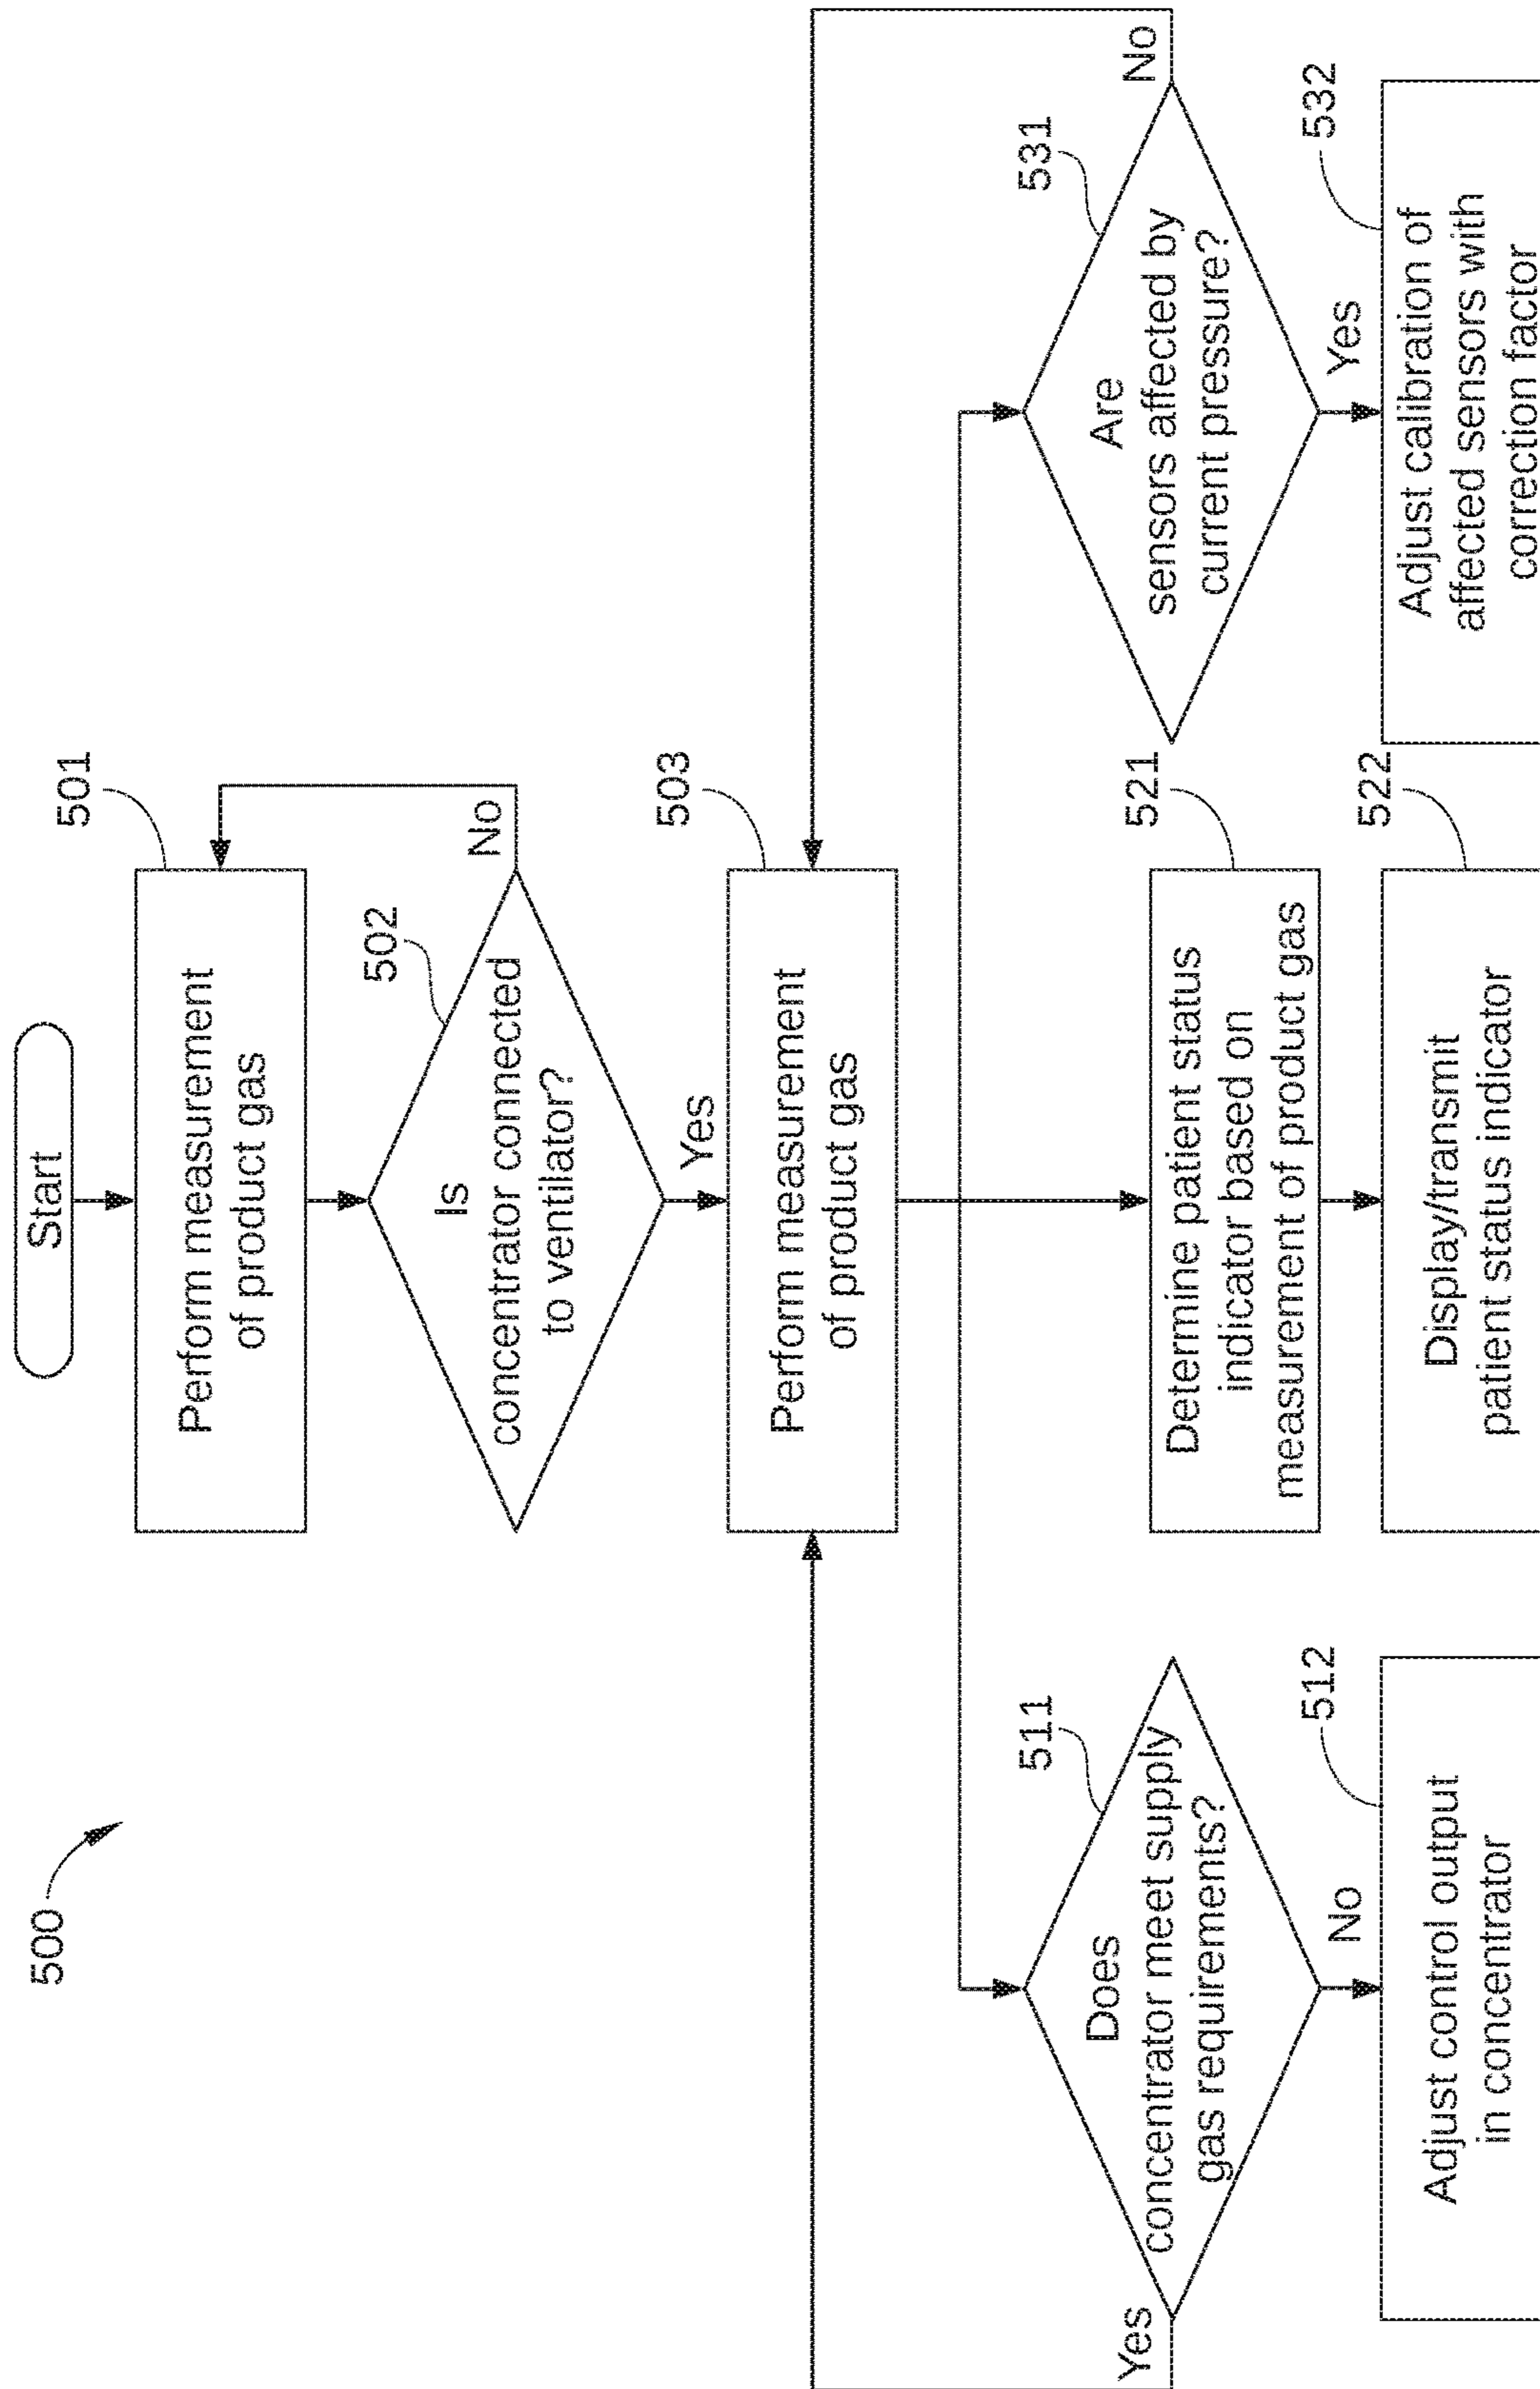 500
Start
501
Perform measurement
of product gas
502
Is
concentrator connected
to ventilator?
No
Yes
503
Perform measurement
of product gas
511
Does
concentrator meet supply
gas requirements?
Yes
No
512
Adjust control output
in concentrator
521
Determine patient status
indicator based on
measurement of product gas
522
Display/transmit
patient status indicator
531
Are
sensors affected by
current pressure?
No
Yes
532
Adjust calibration of
affected sensors with
correction factor